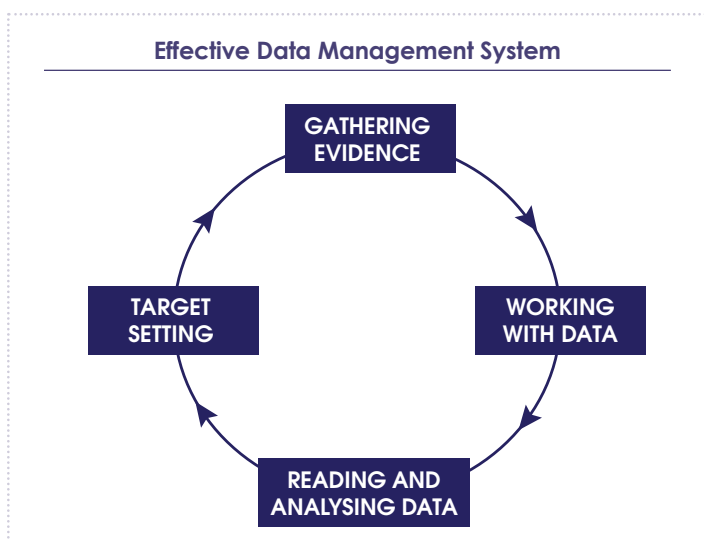 Effective Data Management System
GATHERING
EVIDENCE
TARGET
SETTING
WORKING
WITH DATA
READING AND
ANALYSING DATA